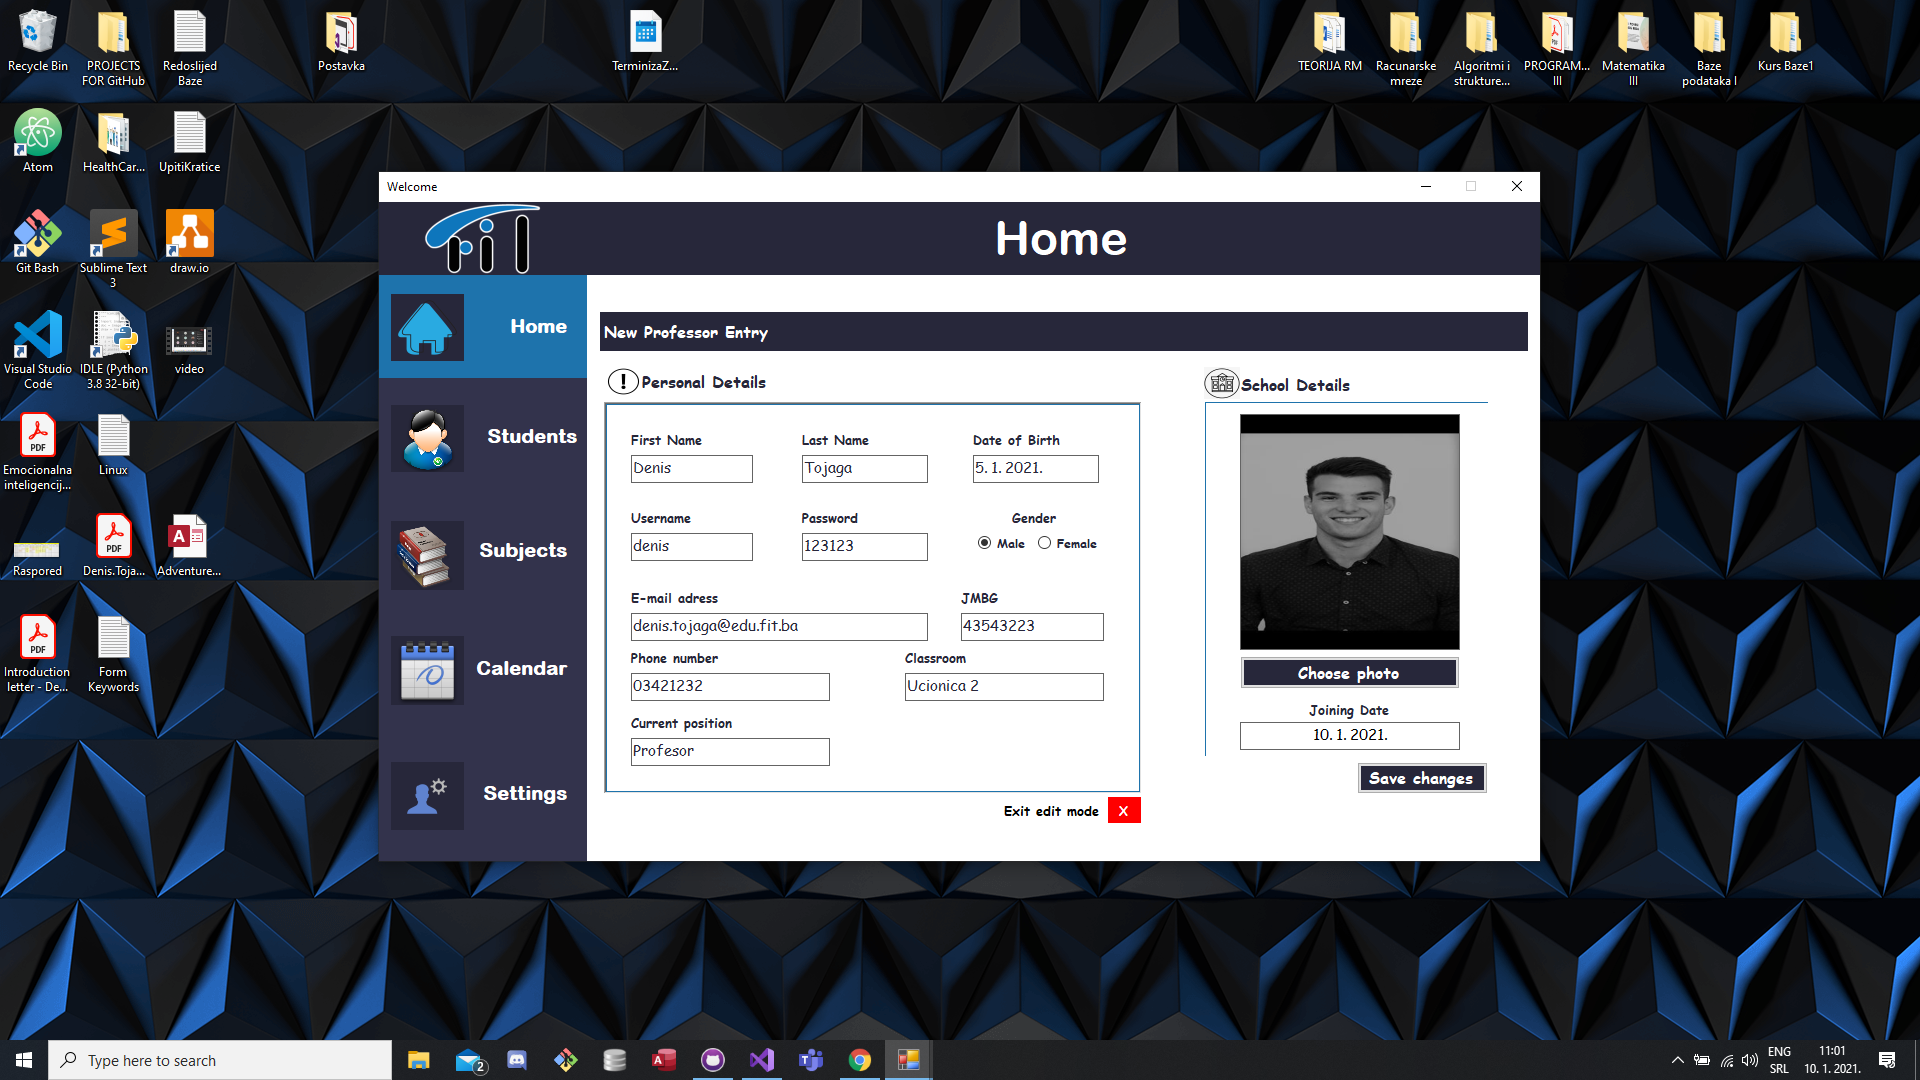 Recycle Bin
PROJECTS
FOR GitHub
Redoslijed
Baze
Postavka
TerminizaZ...
TEORIJA RM
Racunarske
mreze
Algoritmi i
strukture...
PROGRAM...
III
Matematika
III
Baze
podataka I
Kurs Baze1
Atom
HealthCar...
UpitiKratice
Git Bash
Sublime Text
3
draw.io
Visual Studio
Code
IDLE (Python
3.8 32-bit)
video
PDF
Emocionalna
inteligencij...
Linux
Raspored
PDF
Denis.Toja...
Adventure...
PDF
Introduction
letter - De...
Form
Keywords
Welcome
FIT
Home
Home
Students
Subjects
Calendar
Settings
New Professor Entry
! Personal Details
First Name
Last Name
Date of Birth
Denis
Tojaga
5. 1. 2021.
Username
Password
Gender
denis
123123
Male
Female
E-mail adress
JMBG
denis.tojaga@edu.fit.ba
43543223
Phone number
Classroom
03421232
Ucionica 2
Current position
Profesor
Exit edit mode X
School Details
Choose photo
Joining Date
10. 1. 2021.
Save changes
Type here to search
2
ENG
SRL
11:01
10. 1. 2021.